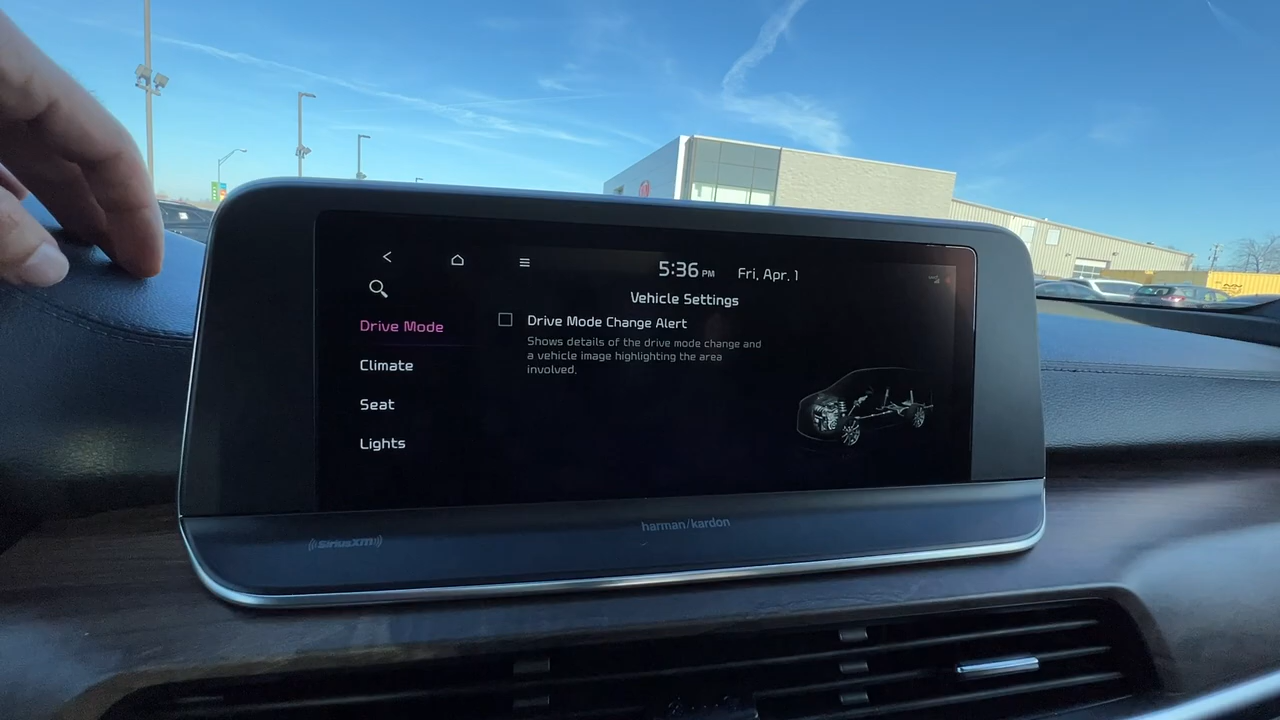 5:36 PM Fri, Apr. 1
Vehicle Settings
Drive Mode
Climate
Seat
Lights
Drive Mode Change Alert
Shows details of the drive mode change and
a vehicle image highlighting the area
involved.
((SiriusXM))
harman/kardon